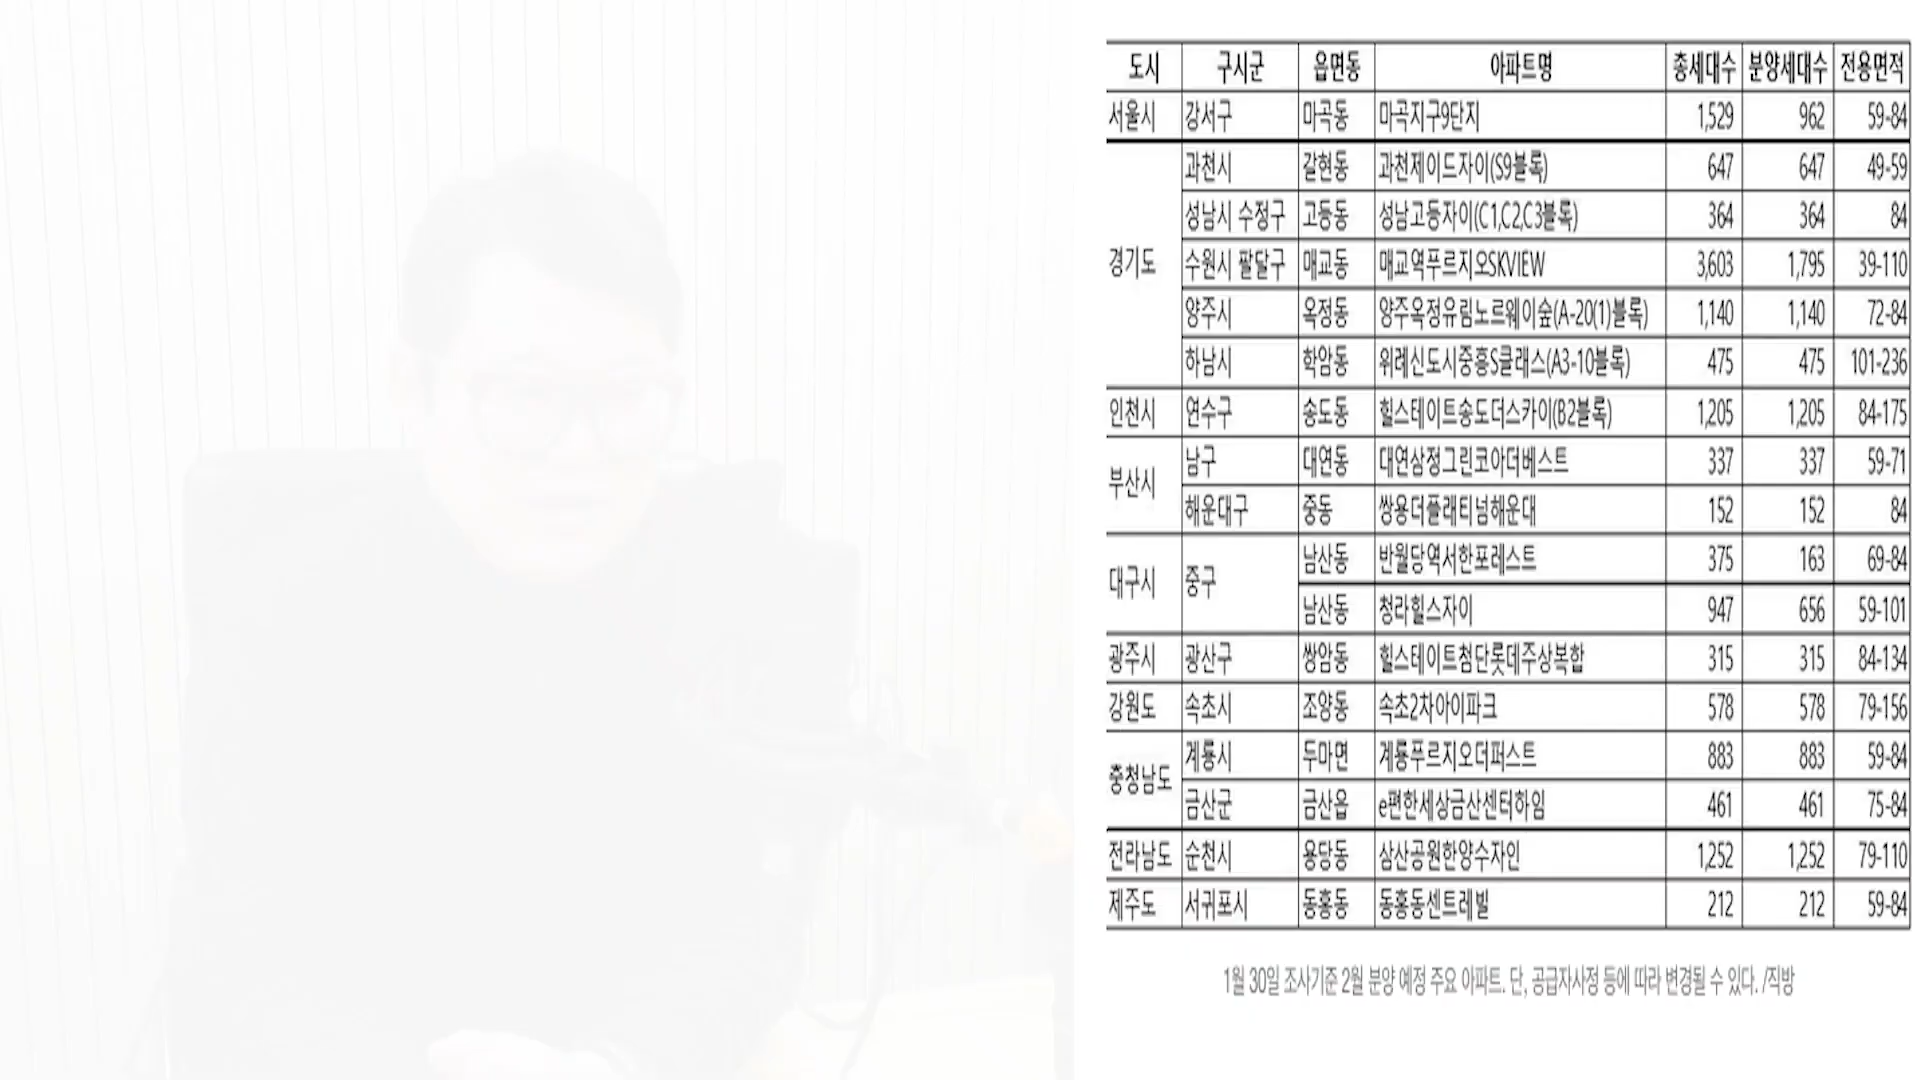 도시 구시군 읍면동 아파트명 총세대수 분양세대수 전용면적
서울시 강서구 마곡동 마곡지구9단지 1,529 962 59-84
경기도 과천시 갈현동 과천제이드자이(S9블록) 647 647 49-59
성남시 수정구 고등동 성남고등자이(C1,C2,C3블록) 364 364 84
수원시 팔달구 매교동 매교역푸르지오SKVIEW 3,603 1,795 39-110
양주시 옥정동 양주옥정유림노르웨이숲(A-20(1)블록) 1,140 1,140 72-84
하남시 학암동 위례신도시중흥S클래스(A3-10블록) 475 475 101-236
인천시 연수구 송도동 힐스테이트송도더스카이(B2블록) 1,205 1,205 84-175
부산시 남구 대연동 대연삼정그린코아더베스트 337 337 59-71
해운대구 중동 쌍용더플래티넘해운대 152 152 84
대구시 중구 남산동 반월당역서한포레스트 375 163 69-84
남산동 청라힐스자이 947 656 59-101
광주시 광산구 쌍암동 힐스테이트첨단롯데주상복합 315 315 84-134
강원도 속초시 조양동 속초2차아이파크 578 578 79-156
충청남도 계룡시 두마면 계룡푸르지오더퍼스트 883 883 59-84
금산군 금산읍 e편한세상금산센터하임 461 461 75-84
전라남도 순천시 용당동 삼산공원한양수자인 1,252 1,252 79-110
제주도 서귀포시 동홍동 동홍동센트레빌 212 212 59-84
1월 30일 조사기준 2월 분양 예정 주요 아파트. 단, 공급자사정 등에 따라 변경될 수 있다. /직방